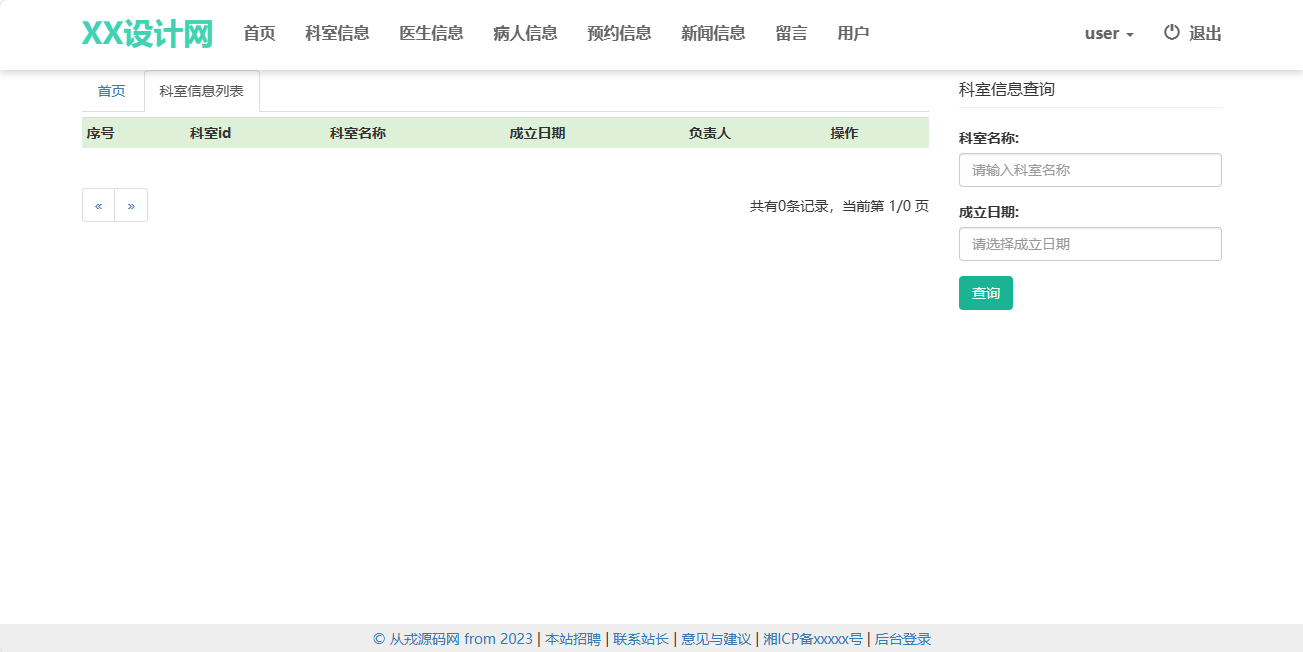 XX设计网 首页 科室信息 医生信息 病人信息 预约信息 新闻信息 留言 用户 user 退出
首页 科室信息列表
序号 科室id 科室名称 成立日期 负责人 操作
« » 共有0条记录，当前第 1/0 页
科室信息查询
科室名称:
请输入科室名称
成立日期:
请选择成立日期
查询
© 从戎源码网 from 2023 | 本站招聘 | 联系站长 | 意见与建议 | 湘ICP备xxxxx号 | 后台登录